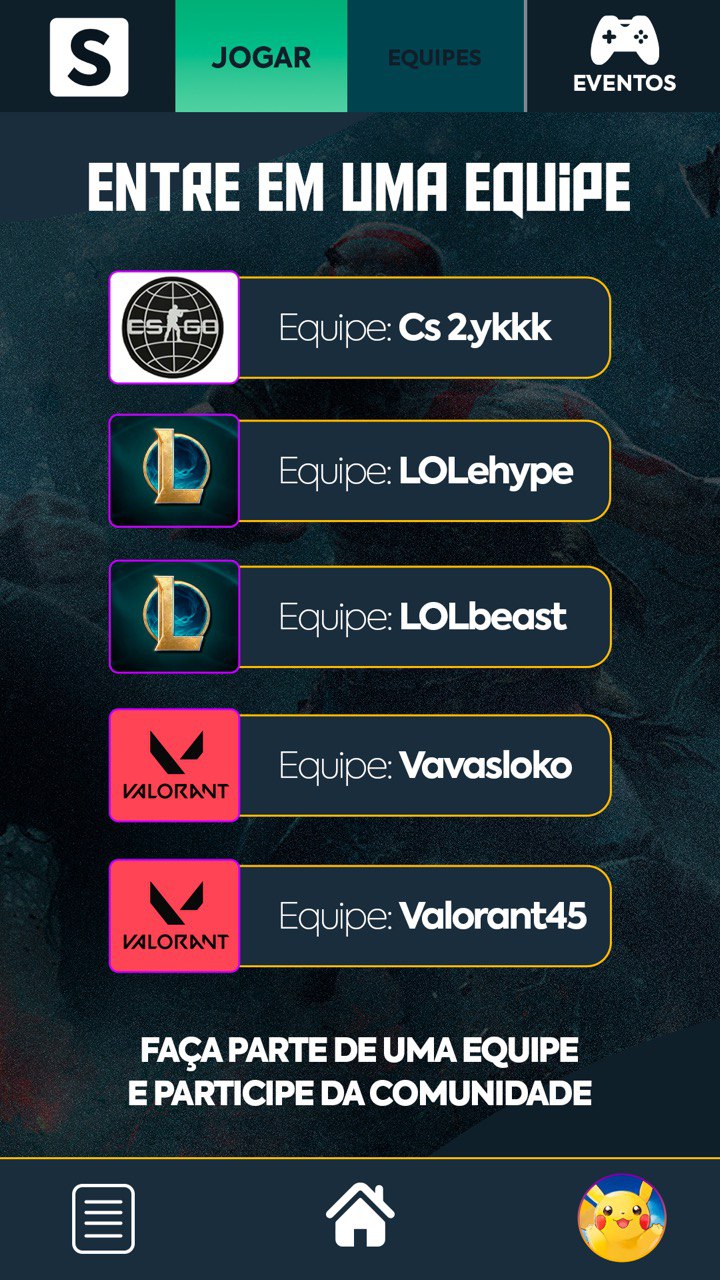 S
JOGAR
EQUIPES
EVENTOS
ENTRE EM UMA EQUiPE
CS GO
Equipe: Cs 2.ykkk
L
Equipe: LOLehype
L
Equipe: LOLbeast
VALORANT
Equipe: Vavasloko
VALORANT
Equipe: Valorant45
FAÇA PARTE DE UMA EQUIPE
E PARTICIPE DA COMUNIDADE